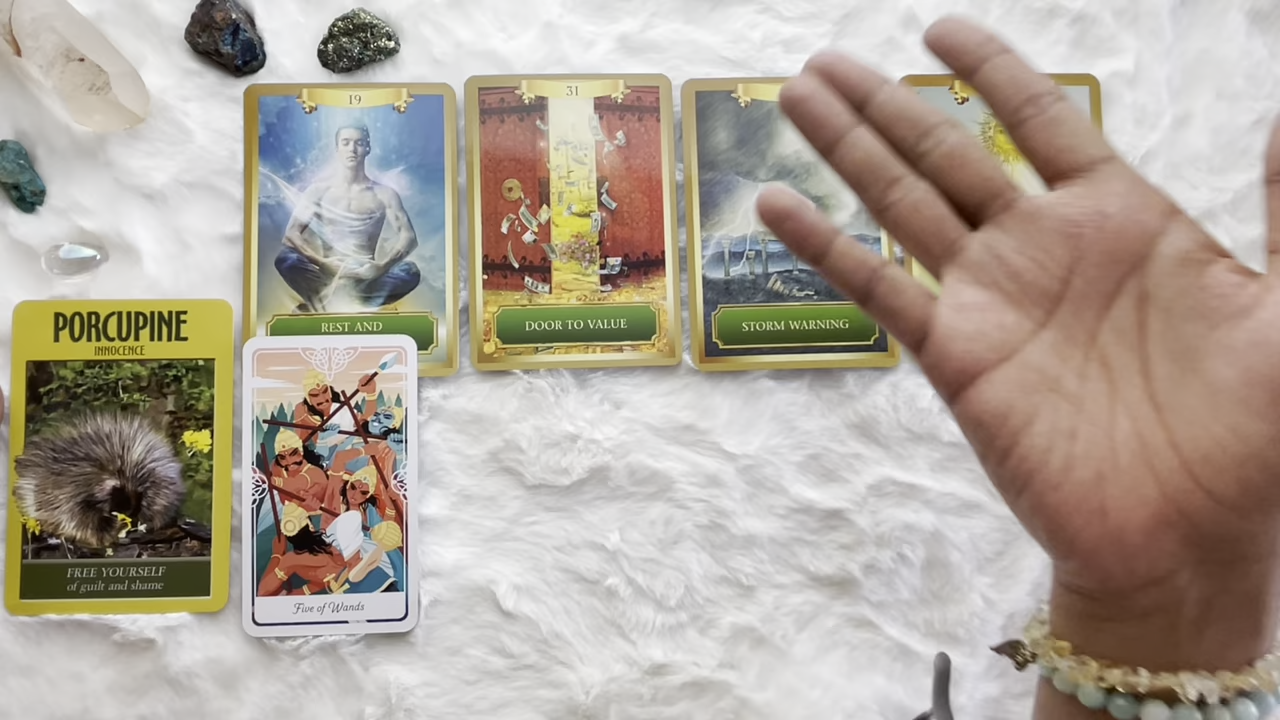 19
REST AND
31
DOOR TO VALUE
STORM WARNING
PORCUPINE
INNOCENCE
FREE YOURSELF
of guilt and shame
Five of Wands